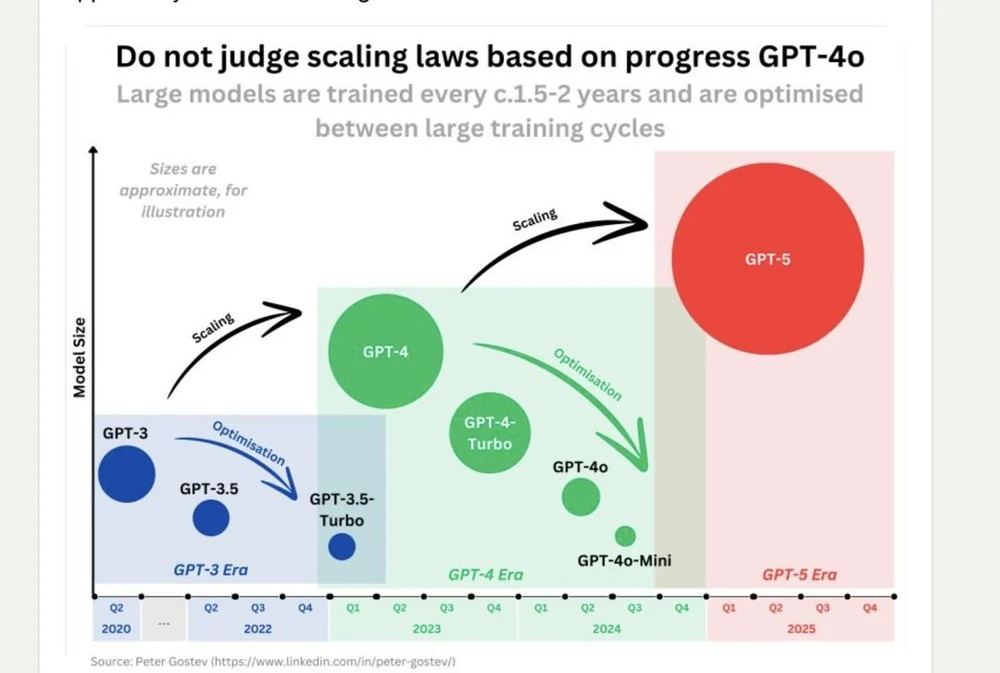 Do not judge scaling laws based on progress GPT-4o
Large models are trained every c.1.5-2 years and are optimised
between large training cycles
Sizes are
approximate, for
illustration
Model Size
Scaling
Scaling
GPT-5
GPT-4
Optimisation
GPT-4-
Turbo
GPT-3
Optimisation
GPT-3.5
GPT-3.5-
Turbo
GPT-4o
GPT-4o-Mini
GPT-3 Era
GPT-4 Era
GPT-5 Era
Q2 ... Q2 Q3 Q4 Q1 Q2 Q3 Q4 Q1 Q2 Q3 Q4 Q1 Q2 Q3 Q4
2020 2022 2023 2024 2025
Source: Peter Gostev (https://www.linkedin.com/in/peter-gostev/)